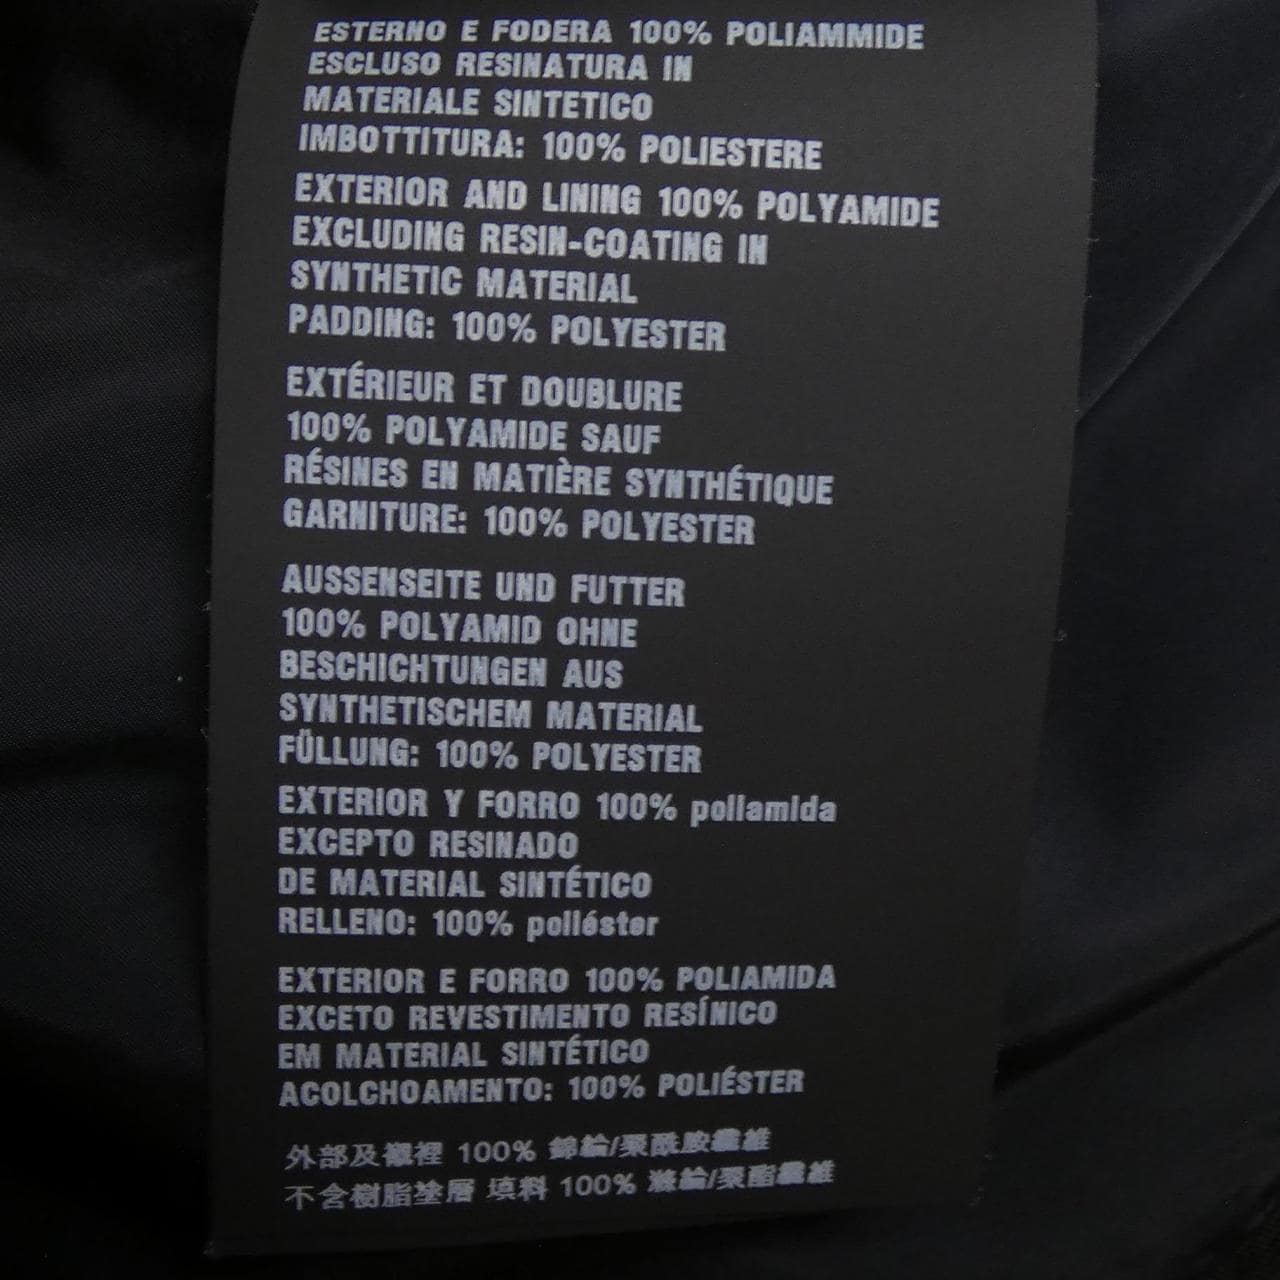 ESTERNO E FODERA 100% POLIAMMIDE
ESCLUSO RESINATURA IN
MATERIALE SINTETICO
IMBOTTITURA: 100% POLIESTERE
EXTERIOR AND LINING 100% POLYAMIDE
EXCLUDING RESIN-COATING IN
SYNTHETIC MATERIAL
PADDING: 100% POLYESTER
EXTÉRIEUR ET DOUBLURE
100% POLYAMIDE SAUF
RÉSINES EN MATIÈRE SYNTHÉTIQUE
GARNITURE: 100% POLYESTER
AUSSENSEITE UND FUTTER
100% POLYAMID OHNE
BESCHICHTUNGEN AUS
SYNTHETISCHEM MATERIAL
FÜLLUNG: 100% POLYESTER
EXTERIOR Y FORRO 100% poliamida
EXCEPTO RESINADO
DE MATERIAL SINTÉTICO
RELLENO: 100% poliéster
EXTERIOR E FORRO 100% POLIAMIDA
EXCETO REVESTIMENTO RESÍNICO
EM MATERIAL SINTÉTICO
ACOLCHOAMENTO: 100% POLIÉSTER
外部及襯裡 100% 錦綸/聚酰胺纖維
不含樹脂塗層 填料 100% 滌綸/聚酯纖維